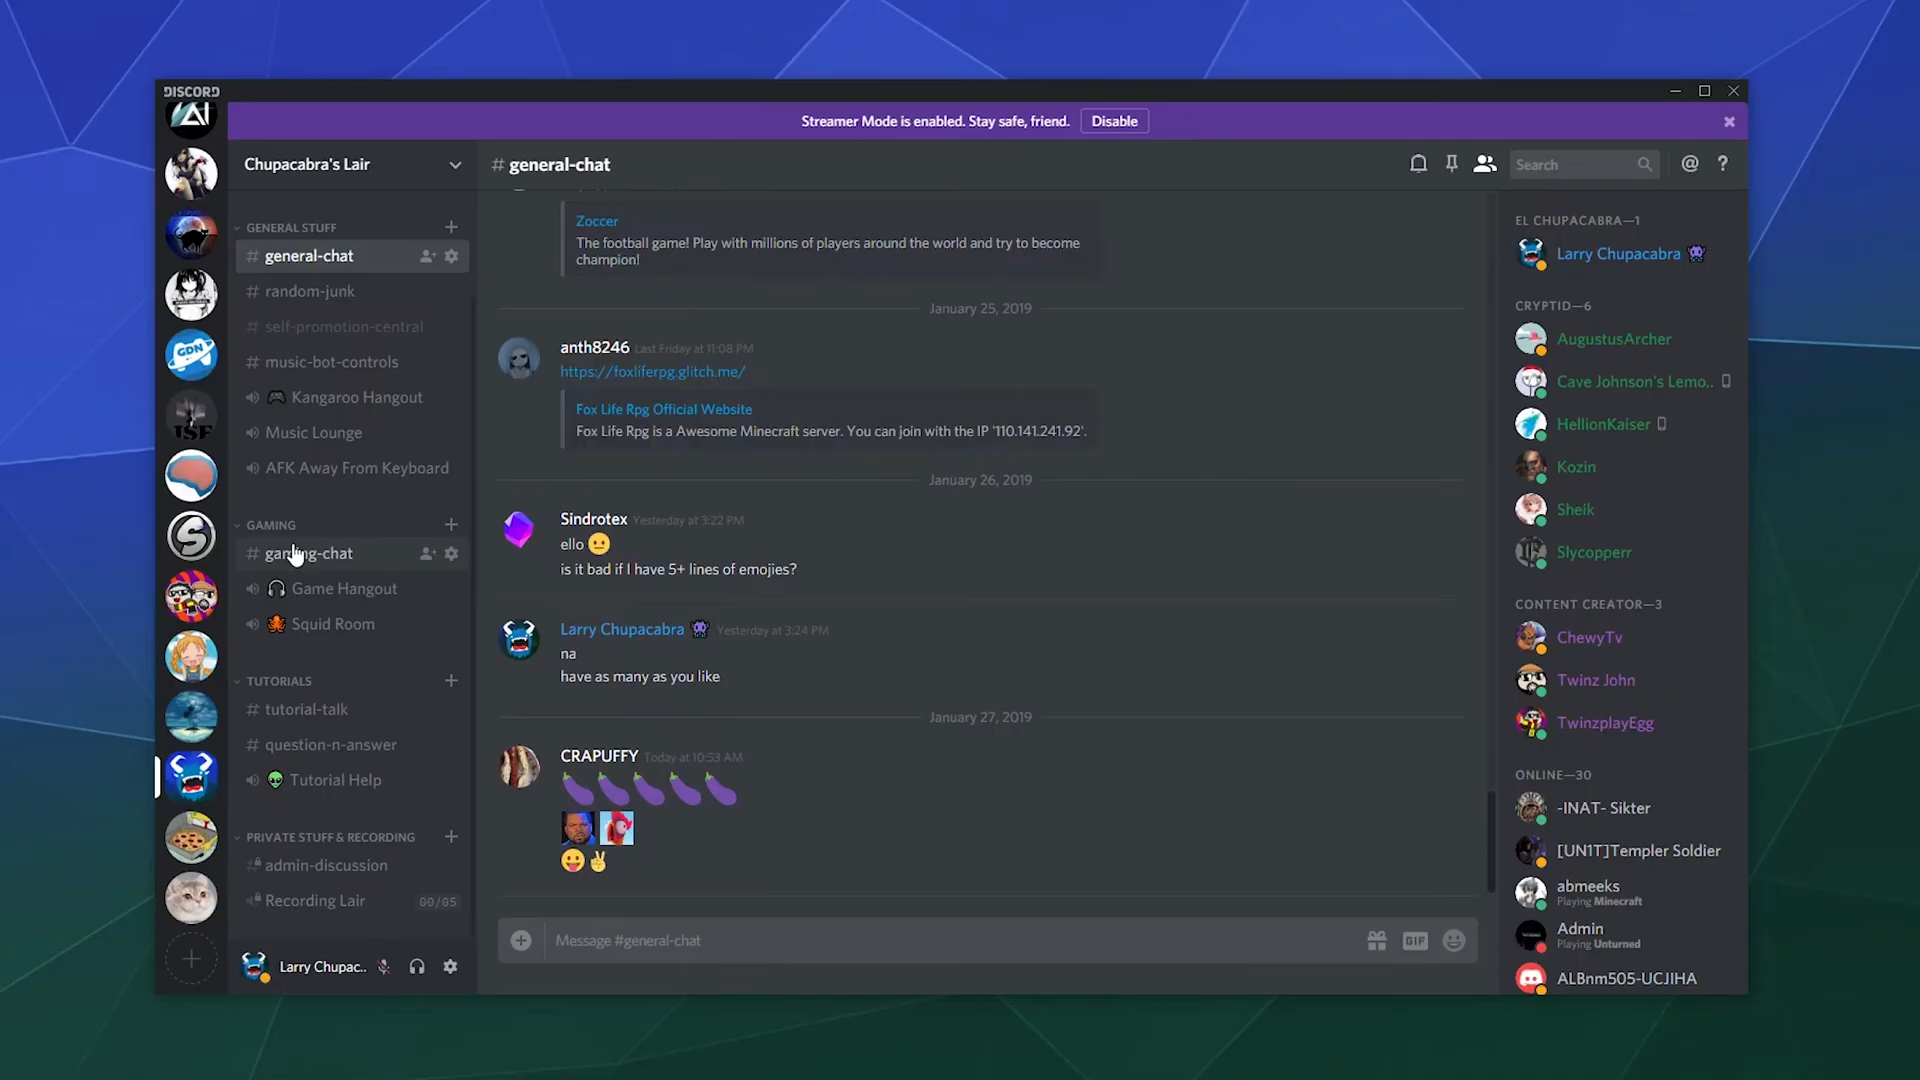 DISCORD
Streamer Mode is enabled. Stay safe, friend. Disable
Chupacabra's Lair
# general-chat
Search
@ ?
GENERAL STUFF
# general-chat
# random-junk
# self-promotion-central
# music-bot-controls
Kangaroo Hangout
Music Lounge
AFK Away From Keyboard
GAMING
# gaming-chat
Game Hangout
Squid Room
TUTORIALS
# tutorial-talk
# question-n-answer
Tutorial Help
PRIVATE STUFF & RECORDING
# admin-discussion
Recording Lair 00/05
Larry Chupac..
GDN
Zoccer
The football game! Play with millions of players around the world and try to become
champion!
January 25, 2019
anth8246 Last Friday at 11:08 PM
https://foxliferpg.glitch.me/
Fox Life Rpg Official Website
Fox Life Rpg is a Awesome Minecraft server. You can join with the IP '110.141.241.92'.
January 26, 2019
Sindrotex Yesterday at 3:22 PM
ello 😐
is it bad if I have 5+ lines of emojies?
Larry Chupacabra Yesterday at 3:24 PM
na
have as many as you like
January 27, 2019
CRAPUFFY Today at 10:53 AM
🍆🍆🍆🍆🍆
😛✌
Message #general-chat
GIF
EL CHUPACABRA—1
Larry Chupacabra
CRYPTID—6
AugustusArcher
Cave Johnson's Lemo..
HellionKaiser
Kozin
Sheik
Slycopperr
CONTENT CREATOR—3
ChewyTv
Twinz John
TwinzplayEgg
ONLINE—30
-INAT- Sikter
[UN1T]Templer Soldier
abmeeks
Playing Minecraft
Admin
Playing Unturned
ALBnm505-UCJIHA